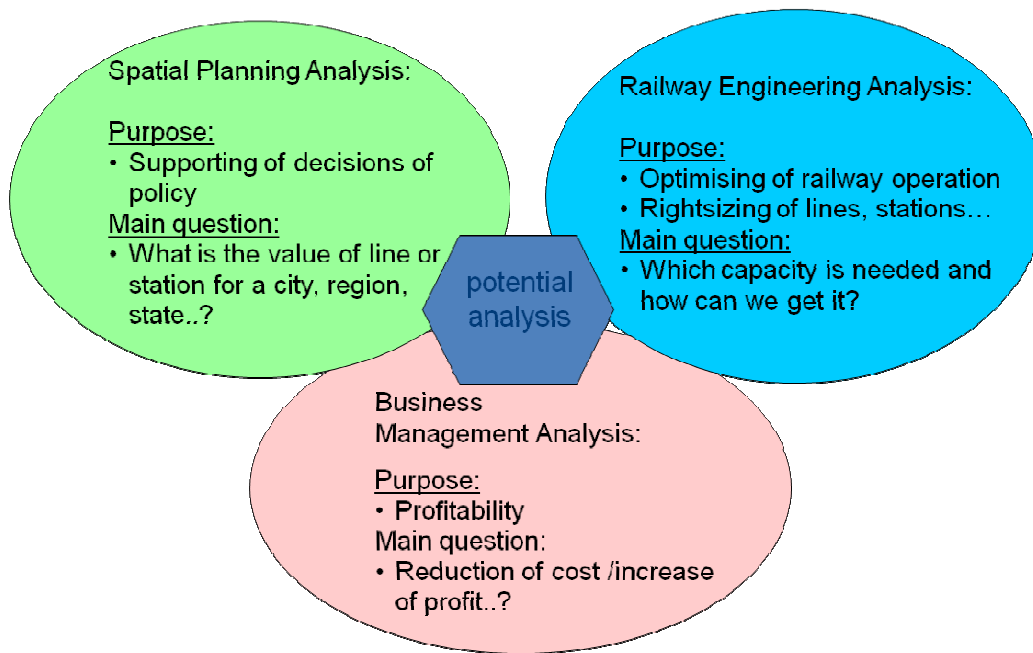 Spatial Planning Analysis:
Purpose:
• Supporting of decisions of
policy
Main question:
• What is the value of line or
station for a city, region,
state..?
Railway Engineering Analysis:
Purpose:
• Optimising of railway operation
• Rightsizing of lines, stations…
Main question:
• Which capacity is needed and
how can we get it?
potential
analysis
Business
Management Analysis:
Purpose:
• Profitability
Main question:
• Reduction of cost /increase
of profit..?